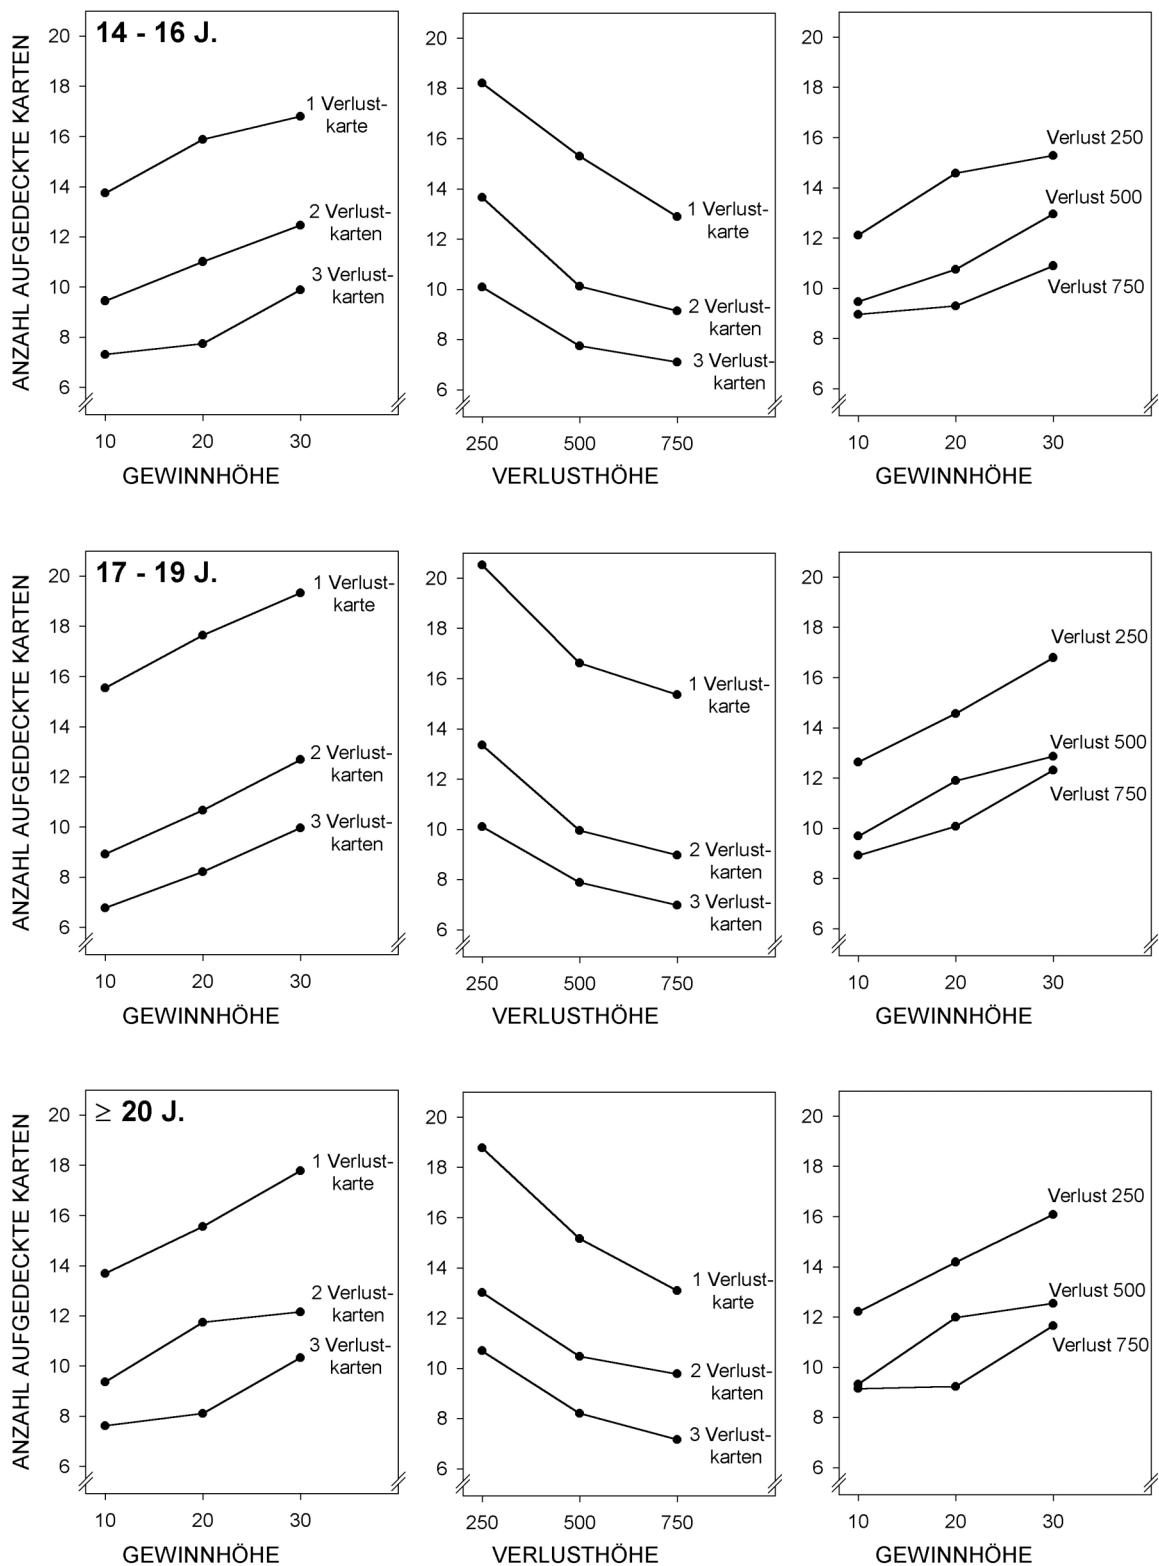 14 - 16 J.
ANZAHL AUFGEDECKTE KARTEN
20
18
16
14
12
10
8
6
1 Verlust-
karte
2 Verlust-
karten
3 Verlust-
karten
10 20 30
GEWINNHÖHE
20
18
16
14
12
10
8
6
1 Verlust-
karte
2 Verlust-
karten
3 Verlust-
karten
250 500 750
VERLUSTHÖHE
20
18
16
14
12
10
8
6
Verlust 250
Verlust 500
Verlust 750
10 20 30
GEWINNHÖHE
17 - 19 J.
ANZAHL AUFGEDECKTE KARTEN
20
18
16
14
12
10
8
6
1 Verlust-
karte
2 Verlust-
karten
3 Verlust-
karten
10 20 30
GEWINNHÖHE
20
18
16
14
12
10
8
6
1 Verlust-
karte
2 Verlust-
karten
3 Verlust-
karten
250 500 750
VERLUSTHÖHE
20
18
16
14
12
10
8
6
Verlust 250
Verlust 500
Verlust 750
10 20 30
GEWINNHÖHE
≥ 20 J.
ANZAHL AUFGEDECKTE KARTEN
20
18
16
14
12
10
8
6
1 Verlust-
karte
2 Verlust-
karten
3 Verlust-
karten
10 20 30
GEWINNHÖHE
20
18
16
14
12
10
8
6
1 Verlust-
karte
2 Verlust-
karten
3 Verlust-
karten
250 500 750
VERLUSTHÖHE
20
18
16
14
12
10
8
6
Verlust 250
Verlust 500
Verlust 750
10 20 30
GEWINNHÖHE